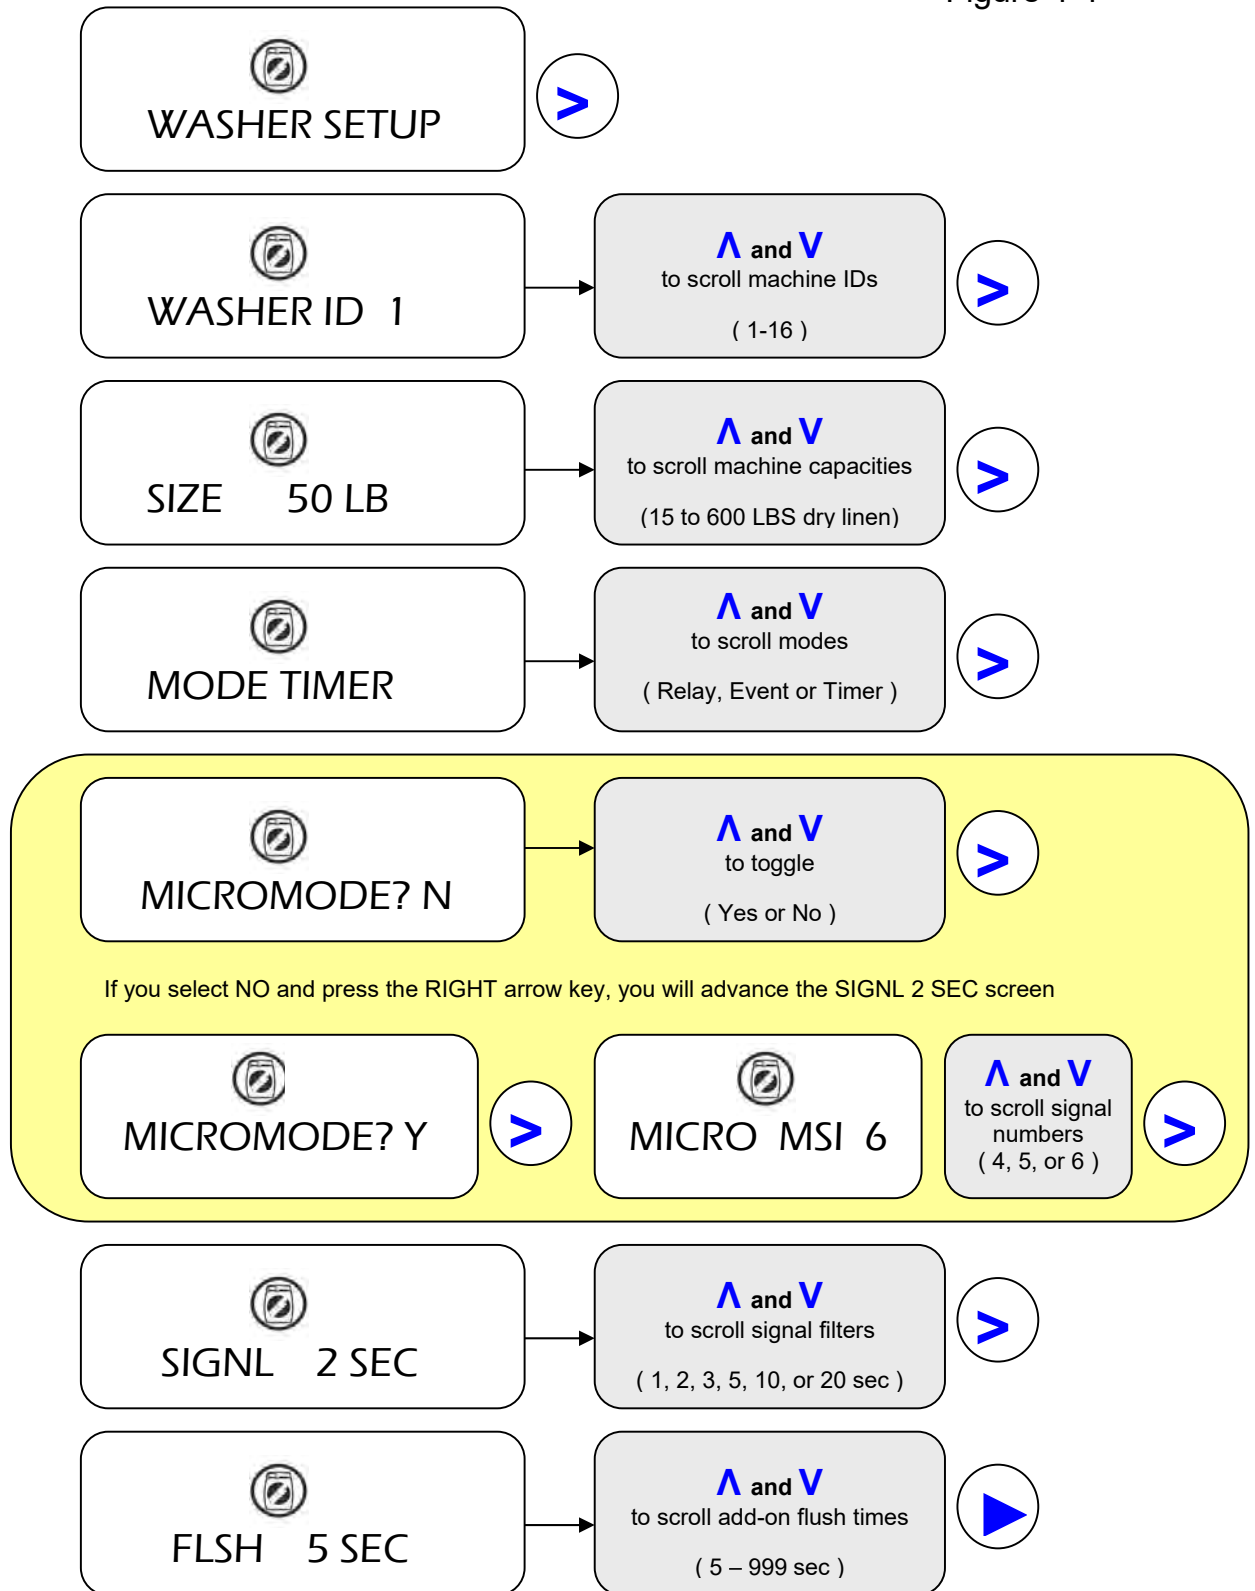 WASHER SETUP
>
WASHER ID 1
Λ and V
to scroll machine IDs
( 1-16 )
>
SIZE 50 LB
Λ and V
to scroll machine capacities
(15 to 600 LBS dry linen)
>
MODE TIMER
Λ and V
to scroll modes
( Relay, Event or Timer )
>
MICROMODE? N
Λ and V
to toggle
( Yes or No )
>
If you select NO and press the RIGHT arrow key, you will advance the SIGNL 2 SEC screen
MICROMODE? Y
>
MICRO MSI 6
Λ and V
to scroll signal
numbers
( 4, 5, or 6 )
>
SIGNL 2 SEC
Λ and V
to scroll signal filters
( 1, 2, 3, 5, 10, or 20 sec )
>
FLSH 5 SEC
Λ and V
to scroll add-on flush times
( 5 – 999 sec )